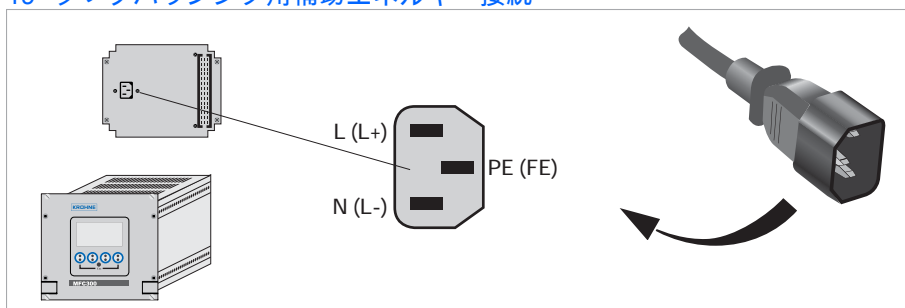 L (L+)
PE (FE)
N (L-)
KROHNE
MFC300